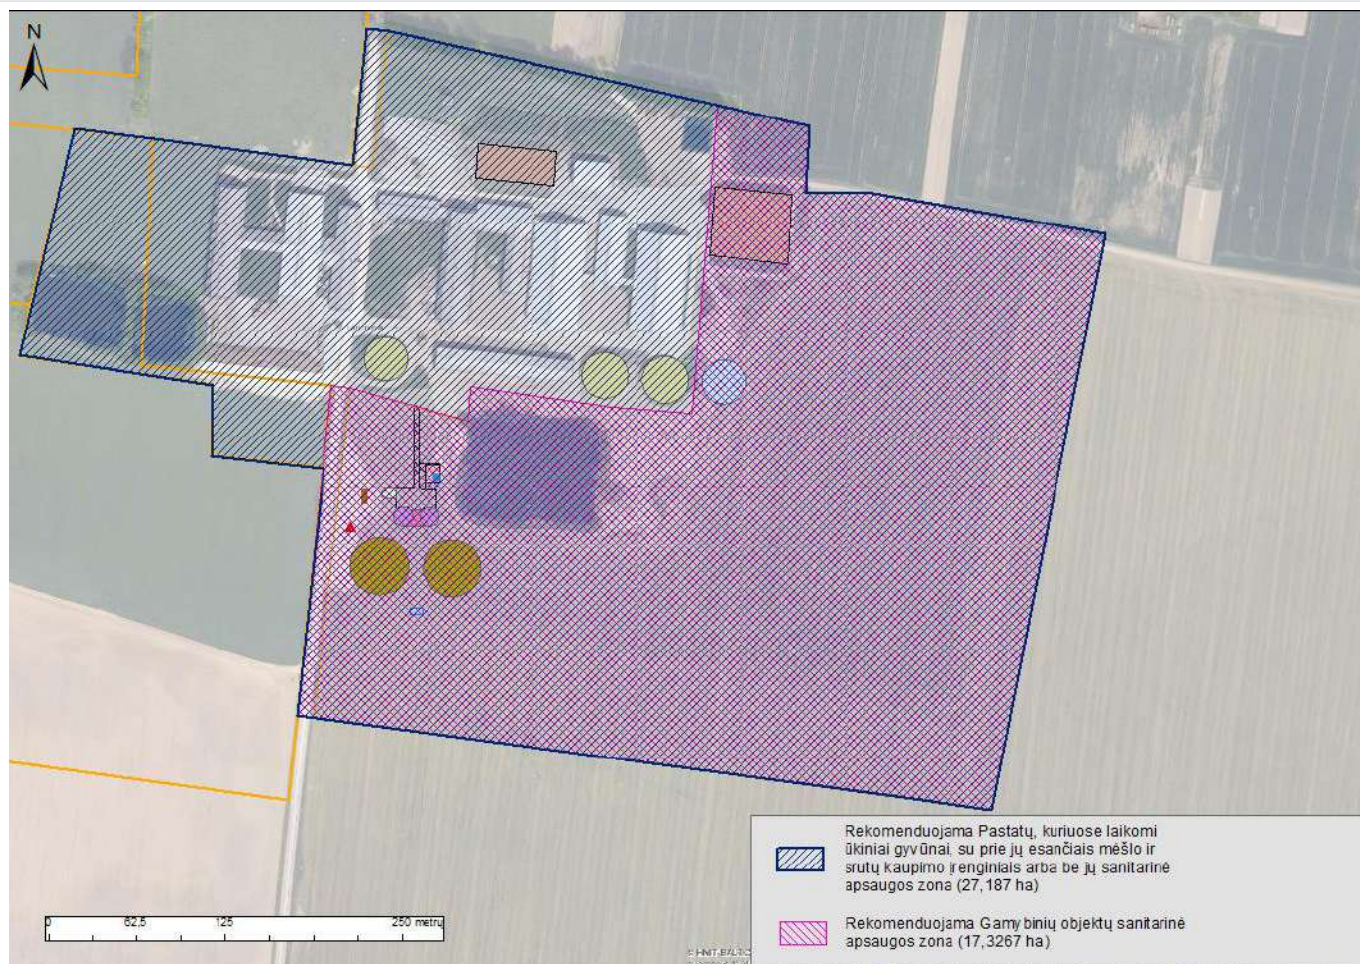 N
Rekomenduojama Pastatų, kuriuose laikomi
ūkiniai gyvūnai, su prie jų esančiais mėšlo ir
srutų kaupimo įrenginiais arba be jų sanitarinė
apsaugos zona (27,187 ha)
0 62,5 125 250 metrų
Rekomenduojama Gamybinių objektų sanitarinė
apsaugos zona (17,3267 ha)